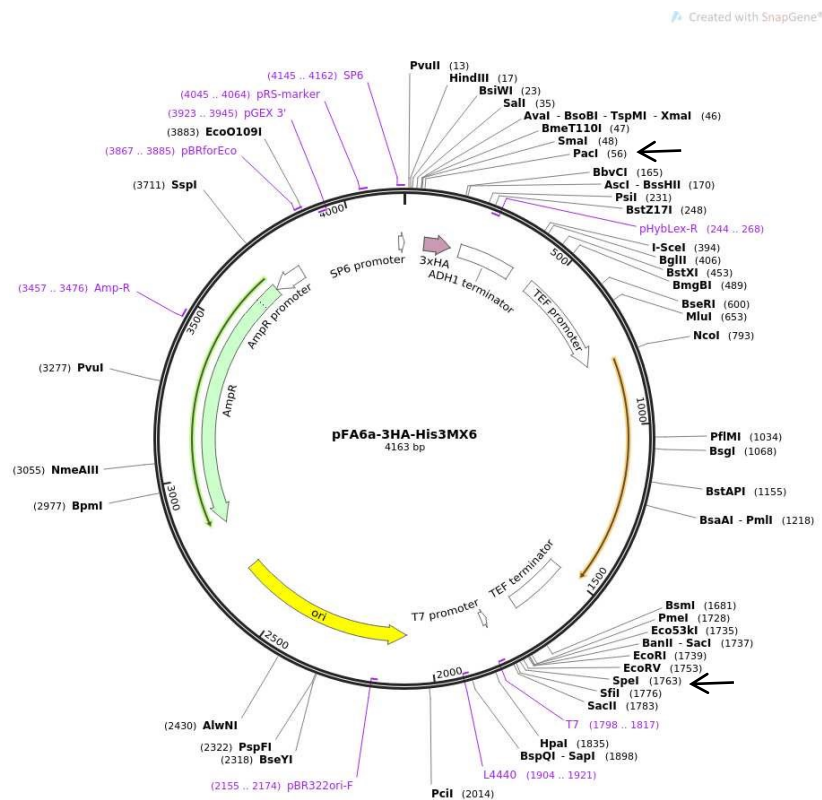 Created with SnapGene®
PvuII (13)
HindIII (17)
BsiWI (23)
SalI (35)
AvaI - BsoBI - TspMI - XmaI (46)
BmeT110I (47)
SmaI (48)
PacI (56)
BbvCI (165)
AscI - BssHII (170)
PsiI (231)
BstZ17I (248)
pHybLex-R (244 .. 268)
I-SceI (394)
BglII (406)
BstXI (453)
BmgBI (489)
BseRI (600)
MluI (653)
NcoI (793)
PflMI (1034)
BsgI (1068)
BstAPI (1155)
BsaAI - PmlI (1218)
BsmI (1681)
PmeI (1728)
Eco53kI (1735)
BanII - SacI (1737)
EcoRI (1739)
EcoRV (1753)
SpeI (1763)
SfiI (1776)
SacII (1783)
T7 (1798 .. 1817)
HpaI (1835)
BspQI - SapI (1898)
L4440 (1904 .. 1921)
PciI (2014)
(2155 .. 2174) pBR322ori-F
(2318) BseYI
(2322) PspFI
(2430) AlwNI
(2977) BpmI
(3055) NmeAIII
(3277) PvuI
(3457 .. 3476) Amp-R
(3711) SspI
(3867 .. 3885) pBRforEco
(3883) EcoO109I
(3923 .. 3945) pGEX 3'
(4045 .. 4064) pRS-marker
(4145 .. 4162) SP6
500
1000
1500
2000
2500
3000
3500
4000
SP6 promoter
3xHA
ADH1 terminator
TEF promoter
TEF terminator
T7 promoter
ori
AmpR
AmpR promoter
pFA6a-3HA-His3MX6
4163 bp